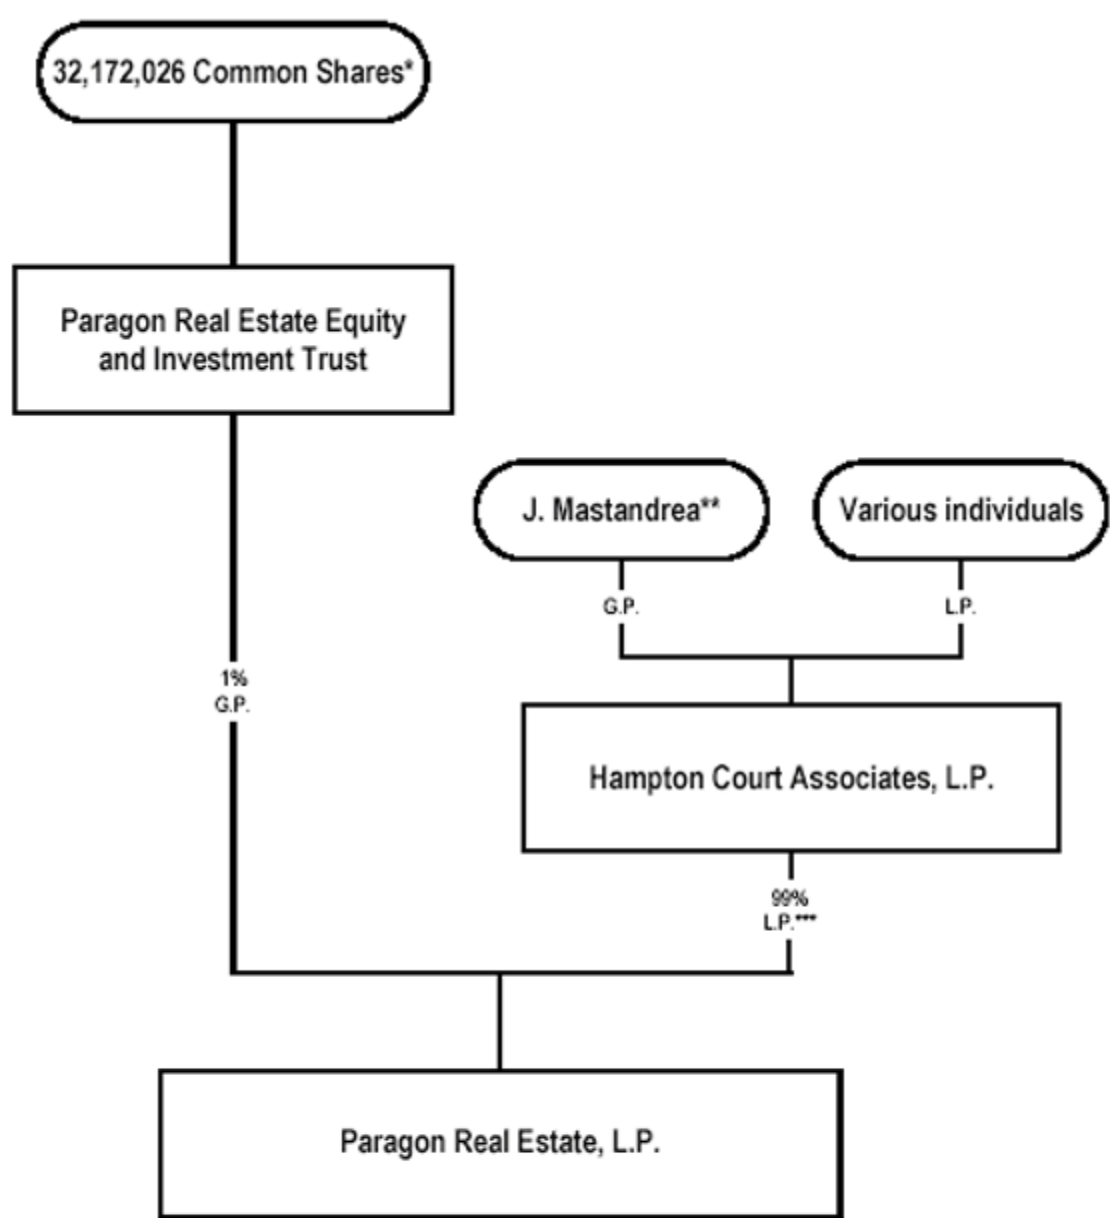 32,172,026 Common Shares*
Paragon Real Estate Equity
and Investment Trust
J. Mastandrea**
Various individuals
G.P.
L.P.
1%
G.P.
Hampton Court Associates, L.P.
99%
L.P.***
Paragon Real Estate, L.P.